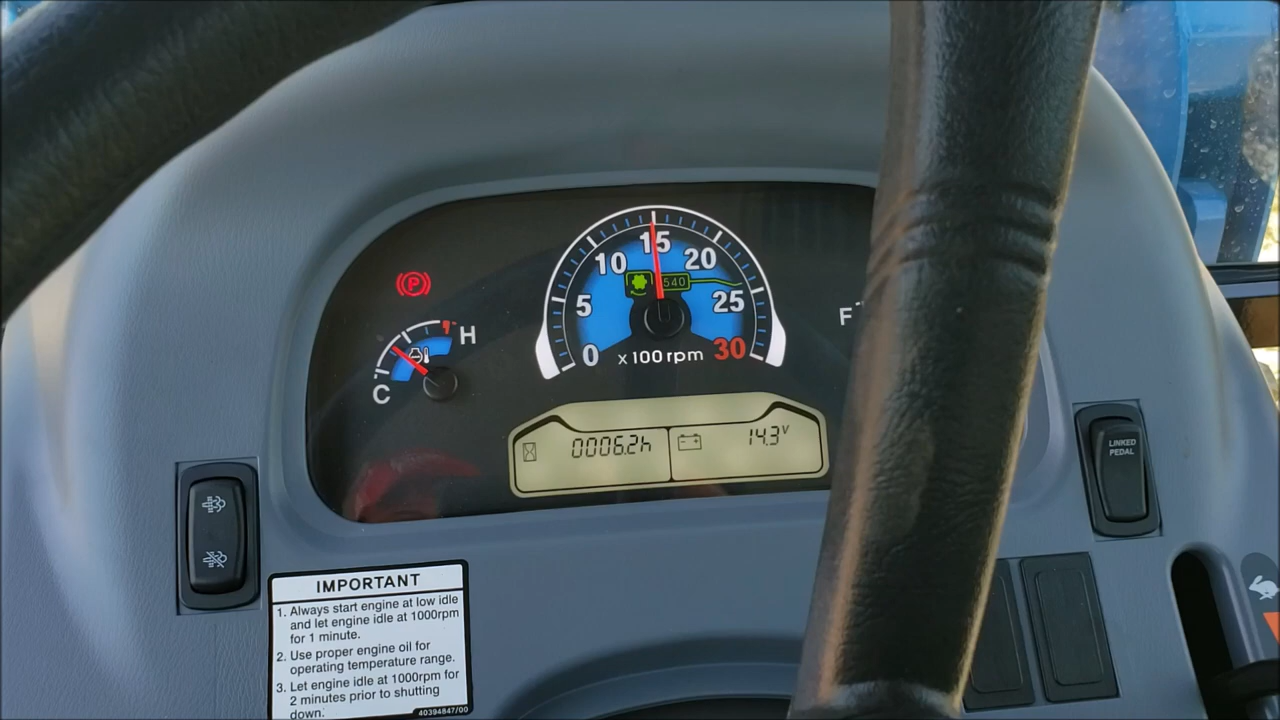 15
10
20
540
5
25
0
x 100 rpm
30
P
H
C
F
0006.2h
14.3V
LINKED
PEDAL
IMPORTANT
1. Always start engine at low idle
and let engine idle at 1000rpm
for 1 minute.
2. Use proper engine oil for
operating temperature range.
3. Let engine idle at 1000rpm for
2 minutes prior to shutting
down.
40394847/00